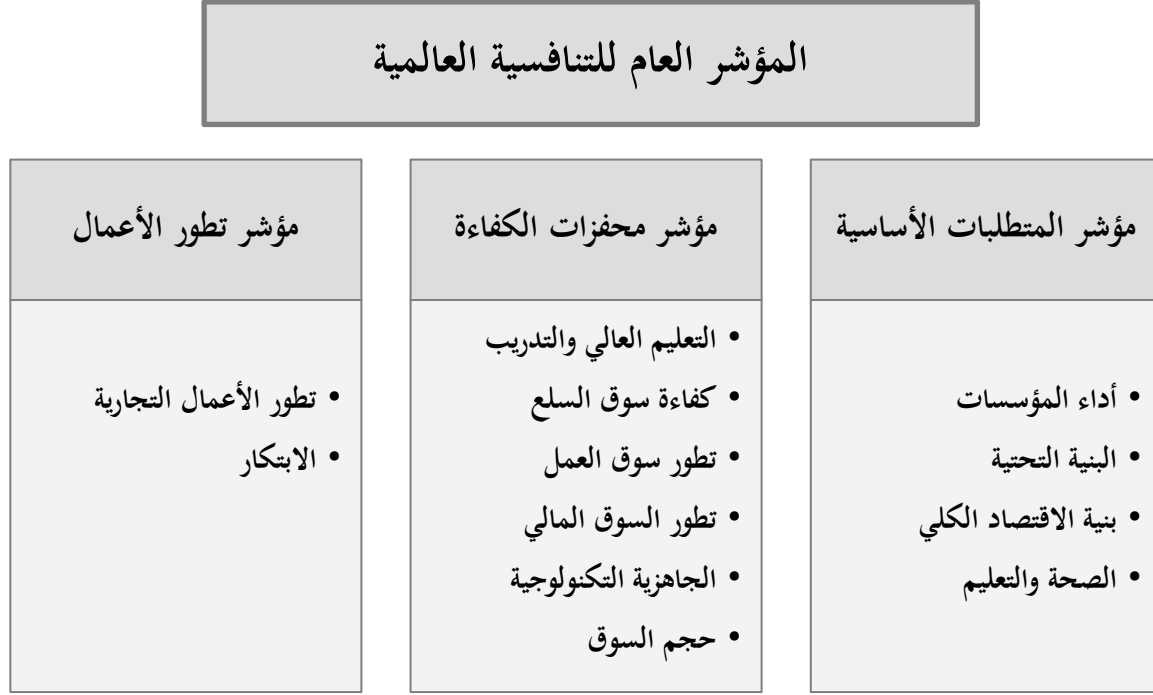 المؤشر العام للتنافسية العالمية
مؤشر المتطلبات الأساسية
• أداء المؤسسات
• البنية التحتية
• بنية الاقتصاد الكلي
• الصحة والتعليم
مؤشر محفزات الكفاءة
• التعليم العالي والتدريب
• كفاءة سوق السلع
• تطور سوق العمل
• تطور السوق المالي
• الجاهزية التكنولوجية
• حجم السوق
مؤشر تطور الأعمال
• تطور الأعمال التجارية
• الابتكار